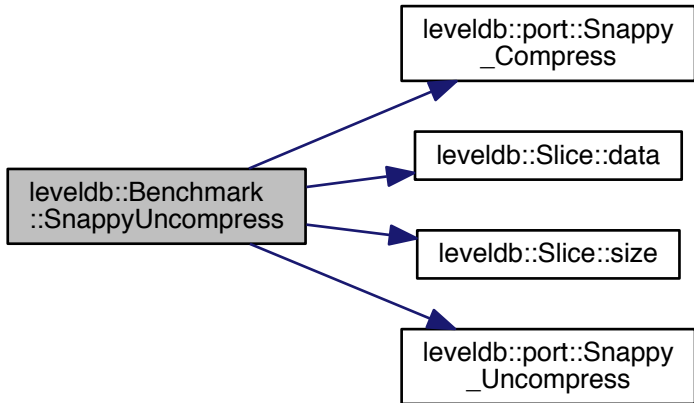 leveldb::port::Snappy
_Compress
leveldb::Slice::data
leveldb::Benchmark
::SnappyUncompress
leveldb::Slice::size
leveldb::port::Snappy
_Uncompress